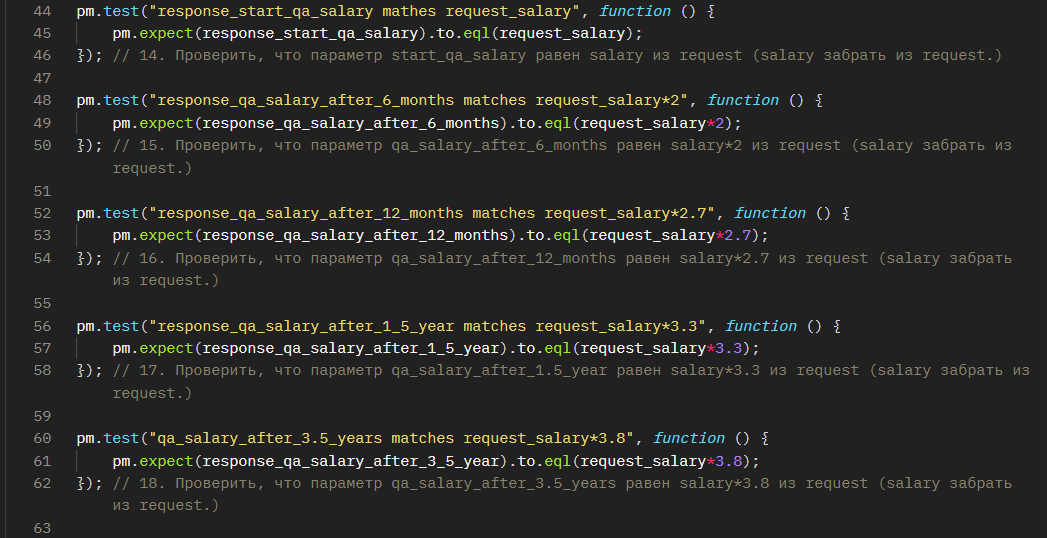 44 pm.test("response_start_qa_salary mathes request_salary", function () {
45 pm.expect(response_start_qa_salary).to.eql(request_salary);
46 }); // 14. Проверить, что параметр start_qa_salary равен salary из request (salary забрать из request.)
47
48 pm.test("response_qa_salary_after_6_months matches request_salary*2", function () {
49 pm.expect(response_qa_salary_after_6_months).to.eql(request_salary*2);
50 }); // 15. Проверить, что параметр qa_salary_after_6_months равен salary*2 из request (salary забрать из
request.)
51
52 pm.test("response_qa_salary_after_12_months matches request_salary*2.7", function () {
53 pm.expect(response_qa_salary_after_12_months).to.eql(request_salary*2.7);
54 }); // 16. Проверить, что параметр qa_salary_after_12_months равен salary*2.7 из request (salary забрать
из request.)
55
56 pm.test("response_qa_salary_after_1_5_year matches request_salary*3.3", function () {
57 pm.expect(response_qa_salary_after_1_5_year).to.eql(request_salary*3.3);
58 }); // 17. Проверить, что параметр qa_salary_after_1.5_year равен salary*3.3 из request (salary забрать из
request.)
59
60 pm.test("qa_salary_after_3.5_years matches request_salary*3.8", function () {
61 pm.expect(response_qa_salary_after_3_5_year).to.eql(request_salary*3.8);
62 }); // 18. Проверить, что параметр qa_salary_after_3.5_years равен salary*3.8 из request (salary забрать
из request.)
63